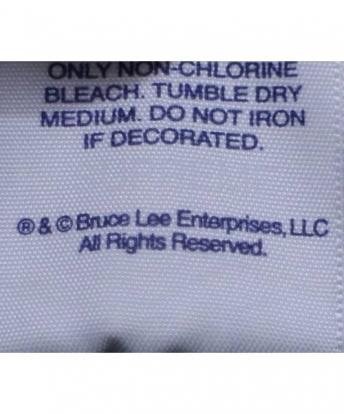 ONLY NON-CHLORINE
BLEACH. TUMBLE DRY
MEDIUM. DO NOT IRON
IF DECORATED.
® & © Bruce Lee Enterprises, LLC
All Rights Reserved.